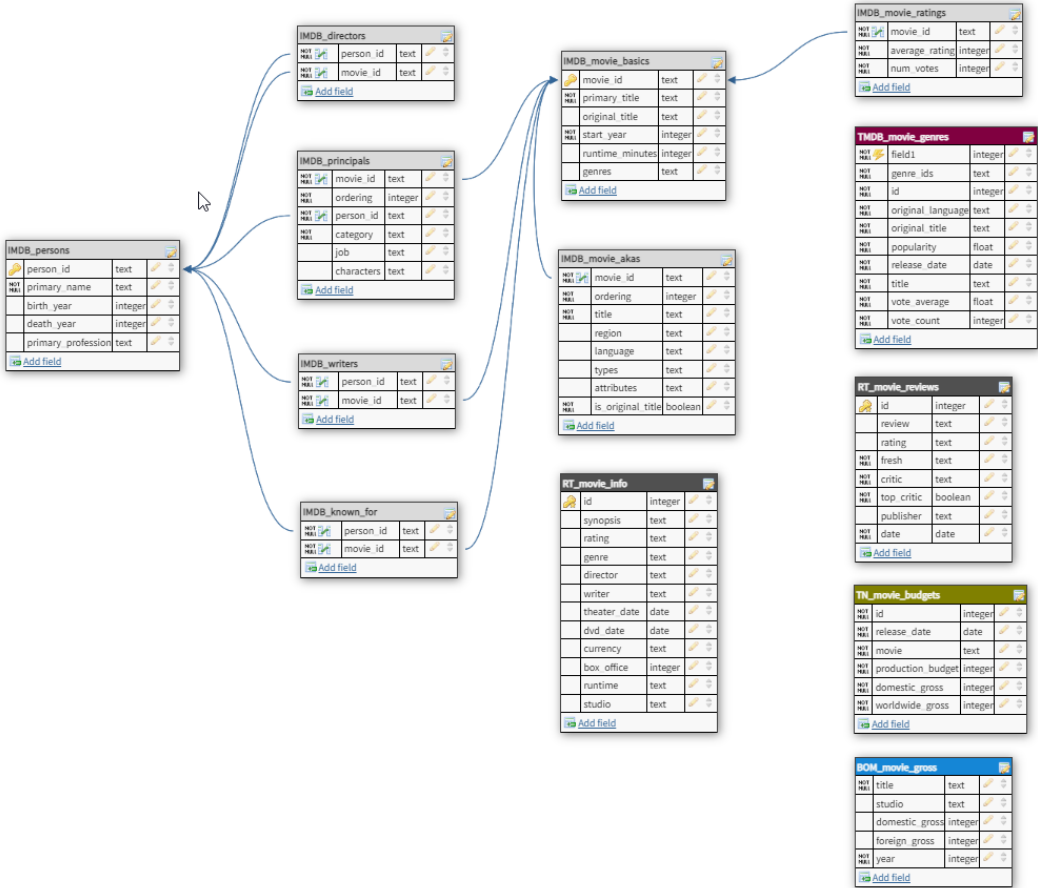 IMDB_directors
NOT NULL person_id text
NOT NULL movie_id text
Add field
IMDB_principals
NOT NULL movie_id text
NOT NULL ordering integer
NOT NULL person_id text
NOT NULL category text
job text
characters text
Add field
IMDB_persons
person_id text
NOT NULL primary_name text
birth_year integer
death_year integer
primary_profession text
Add field
IMDB_writers
NOT NULL person_id text
NOT NULL movie_id text
Add field
IMDB_known_for
NOT NULL person_id text
NOT NULL movie_id text
Add field
IMDB_movie_basics
movie_id text
NOT NULL primary_title text
original_title text
NOT NULL start_year integer
runtime_minutes integer
genres text
Add field
IMDB_movie_akas
NOT NULL movie_id text
NOT NULL ordering integer
NOT NULL title text
region text
language text
types text
attributes text
NOT NULL is_original_title boolean
Add field
RT_movie_info
id integer
synopsis text
rating text
genre text
director text
writer text
theater_date date
dvd_date date
currency text
box_office integer
runtime text
studio text
Add field
IMDB_movie_ratings
NOT NULL movie_id text
NOT NULL average_rating integer
NOT NULL num_votes integer
Add field
TMDB_movie_genres
NOT NULL field1 integer
NOT NULL genre_ids text
NOT NULL id integer
NOT NULL original_language text
NOT NULL original_title text
NOT NULL popularity float
NOT NULL release_date date
NOT NULL title text
NOT NULL vote_average float
NOT NULL vote_count integer
Add field
RT_movie_reviews
id integer
review text
rating text
NOT NULL fresh text
NOT NULL critic text
NOT NULL top_critic boolean
publisher text
NOT NULL date date
Add field
TN_movie_budgets
NOT NULL id integer
NOT NULL release_date date
NOT NULL movie text
NOT NULL production_budget integer
NOT NULL domestic_gross integer
NOT NULL worldwide_gross integer
Add field
BOM_movie_gross
NOT NULL title text
studio text
domestic_gross integer
foreign_gross integer
NOT NULL year integer
Add field